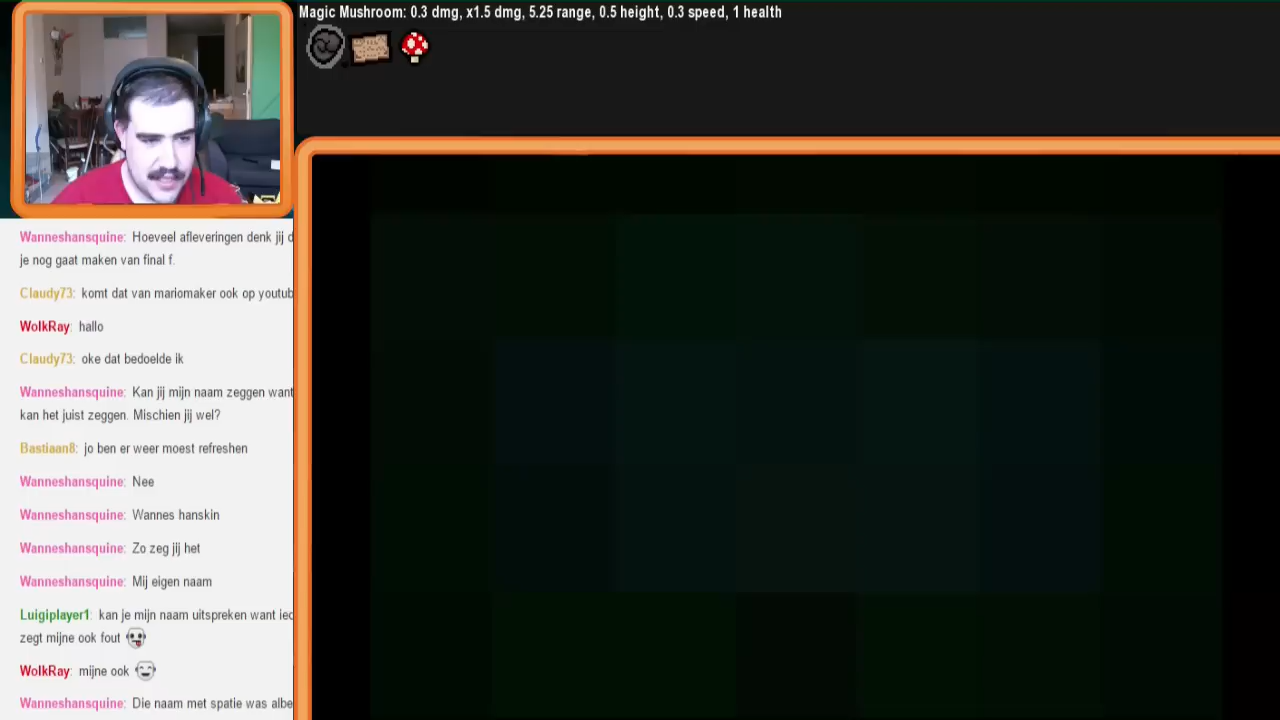 Magic Mushroom: 0.3 dmg, x1.5 dmg, 5.25 range, 0.5 height, 0.3 speed, 1 health
Wanneshansquine: Hoeveel afleveringen denk jij
je nog gaat maken van final f.
Claudy73: komt dat van mariomaker ook op
WolkRay: hallo
Claudy73: oke dat bedoelde ik
Wanneshansquine: Kan jij mijn naam zeggen want
kan het juist zeggen. Mischien jij wel?
Bastiaan8: jo ben er weer moest refreshen
Wanneshansquine: Nee
Wanneshansquine: Wannes hanskin
Wanneshansquine: Zo zeg jij het
Wanneshansquine: Mij eigen naam
Luigiplayer1: kan je mijn naam uitspreken want
zegt mijne ook fout
WolkRay: mijne ook
Wanneshansquine: Die naam met spatie was